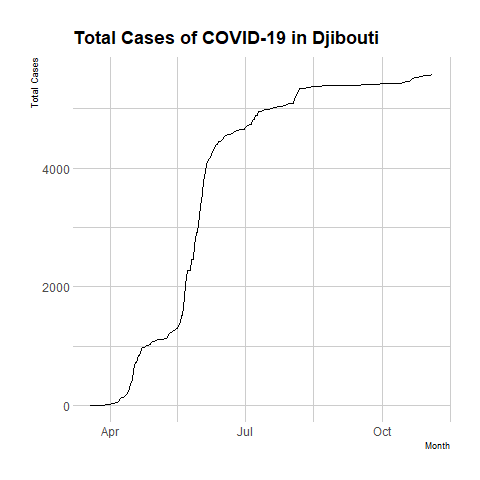 Total Cases of COVID-19 in Djibouti
Total Cases
4000
2000
0
Apr Jul Oct
Month